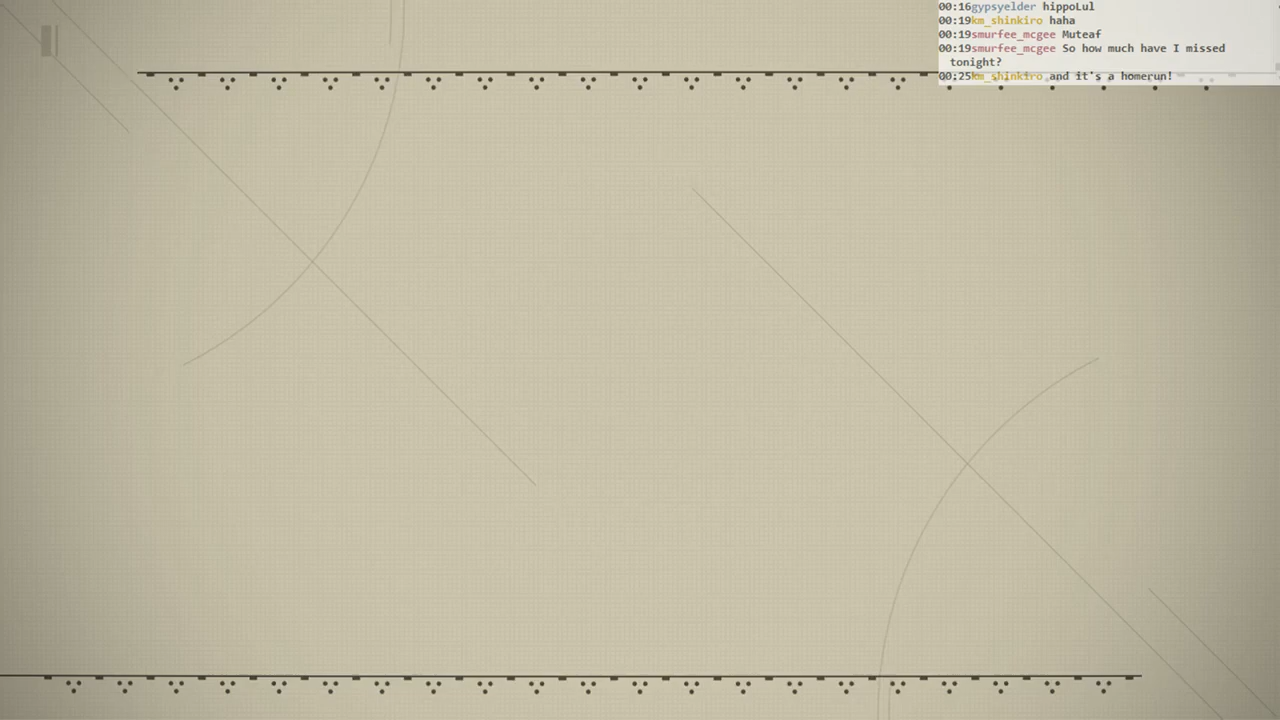 00:16gypsyelder hippoLul
00:19km_shinkiro haha
00:19smurfee_mcgee Muteaf
00:19smurfee_mcgee So how much have I missed
tonight?
00:25km_shinkiro and it's a homerun!